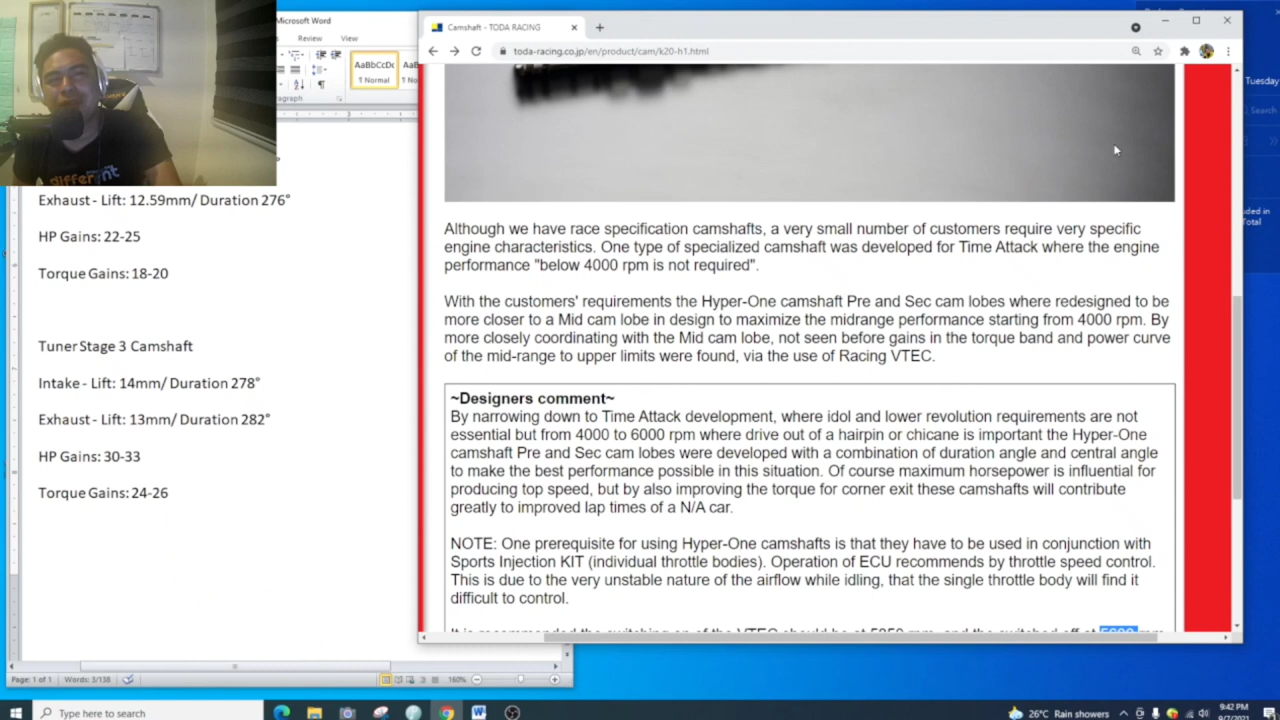 Microsoft Word
Review View
AaBbCcDc
1 Normal
Exhaust - Lift: 12.59mm/ Duration 276°
HP Gains: 22-25
Torque Gains: 18-20
Tuner Stage 3 Camshaft
Intake - Lift: 14mm/ Duration 278°
Exhaust - Lift: 13mm/ Duration 282°
HP Gains: 30-33
Torque Gains: 24-26
Page: 1 of 1 Words: 3/138 160%
Camshaft - TODA RACING
toda-racing.co.jp/en/product/cam/k20-h1.html
Although we have race specification camshafts, a very small number of customers require very specific
engine characteristics. One type of specialized camshaft was developed for Time Attack where the engine
performance "below 4000 rpm is not required".
With the customers' requirements the Hyper-One camshaft Pre and Sec cam lobes where redesigned to be
more closer to a Mid cam lobe in design to maximize the midrange performance starting from 4000 rpm. By
more closely coordinating with the Mid cam lobe, not seen before gains in the torque band and power curve
of the mid-range to upper limits were found, via the use of Racing VTEC.
~Designers comment~
By narrowing down to Time Attack development, where idol and lower revolution requirements are not
essential but from 4000 to 6000 rpm where drive out of a hairpin or chicane is important the Hyper-One
camshaft Pre and Sec cam lobes were developed with a combination of duration angle and central angle
to make the best performance possible in this situation. Of course maximum horsepower is influential for
producing top speed, but by also improving the torque for corner exit these camshafts will contribute
greatly to improved lap times of a N/A car.
NOTE: One prerequisite for using Hyper-One camshafts is that they have to be used in conjunction with
Sports Injection KIT (individual throttle bodies). Operation of ECU recommends by throttle speed control.
This is due to the very unstable nature of the airflow while idling, that the single throttle body will find it
difficult to control.
Tuesday
Search
Total
Type here to search
26°C Rain showers
9:42 PM
9/7/2021